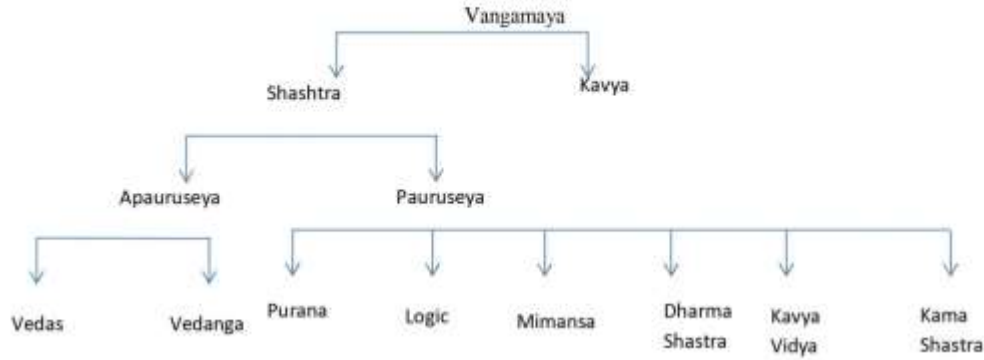 Vangamaya
Shashtra
Kavya
Apauruseya
Pauruseya
Vedas
Vedanga
Purana
Logic
Mimansa
Dharma
Shastra
Kavya
Vidya
Kama
Shastra